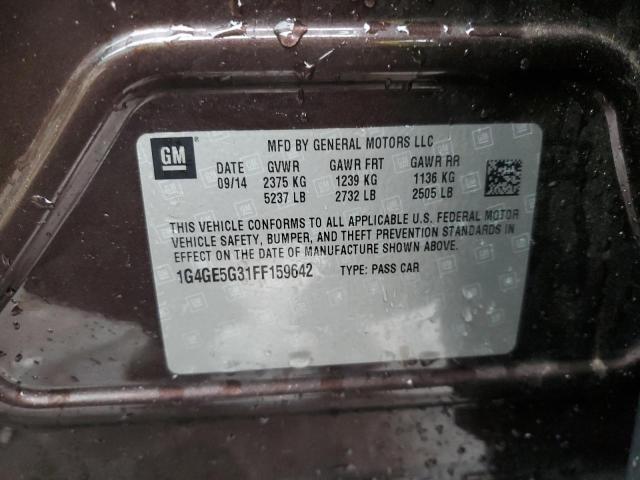 GM
MFD BY GENERAL MOTORS LLC
DATE GVWR GAWR FRT GAWR RR
09/14 2375 KG 1239 KG 1136 KG
5237 LB 2732 LB 2505 LB
THIS VEHICLE CONFORMS TO ALL APPLICABLE U.S. FEDERAL MOTOR
VEHICLE SAFETY, BUMPER, AND THEFT PREVENTION STANDARDS IN
EFFECT ON THE DATE OF MANUFACTURE SHOWN ABOVE.
1G4GE5G31FF159642 TYPE: PASS CAR